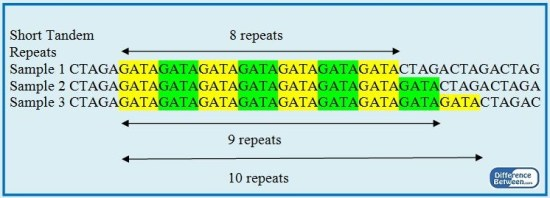 Short Tandem
Repeats
8 repeats
Sample 1 CTAGAGATAGATAGATAGATAGATAGATAGATACTAGACTAGACTAG
Sample 2 CTAGAGATAGATAGATAGATAGATAGATAGATAGATACTAGACTAGA
Sample 3 CTAGAGATAGATAGATAGATAGATAGATAGATAGATAGATACTAGAC
9 repeats
10 repeats
Difference
Between.com